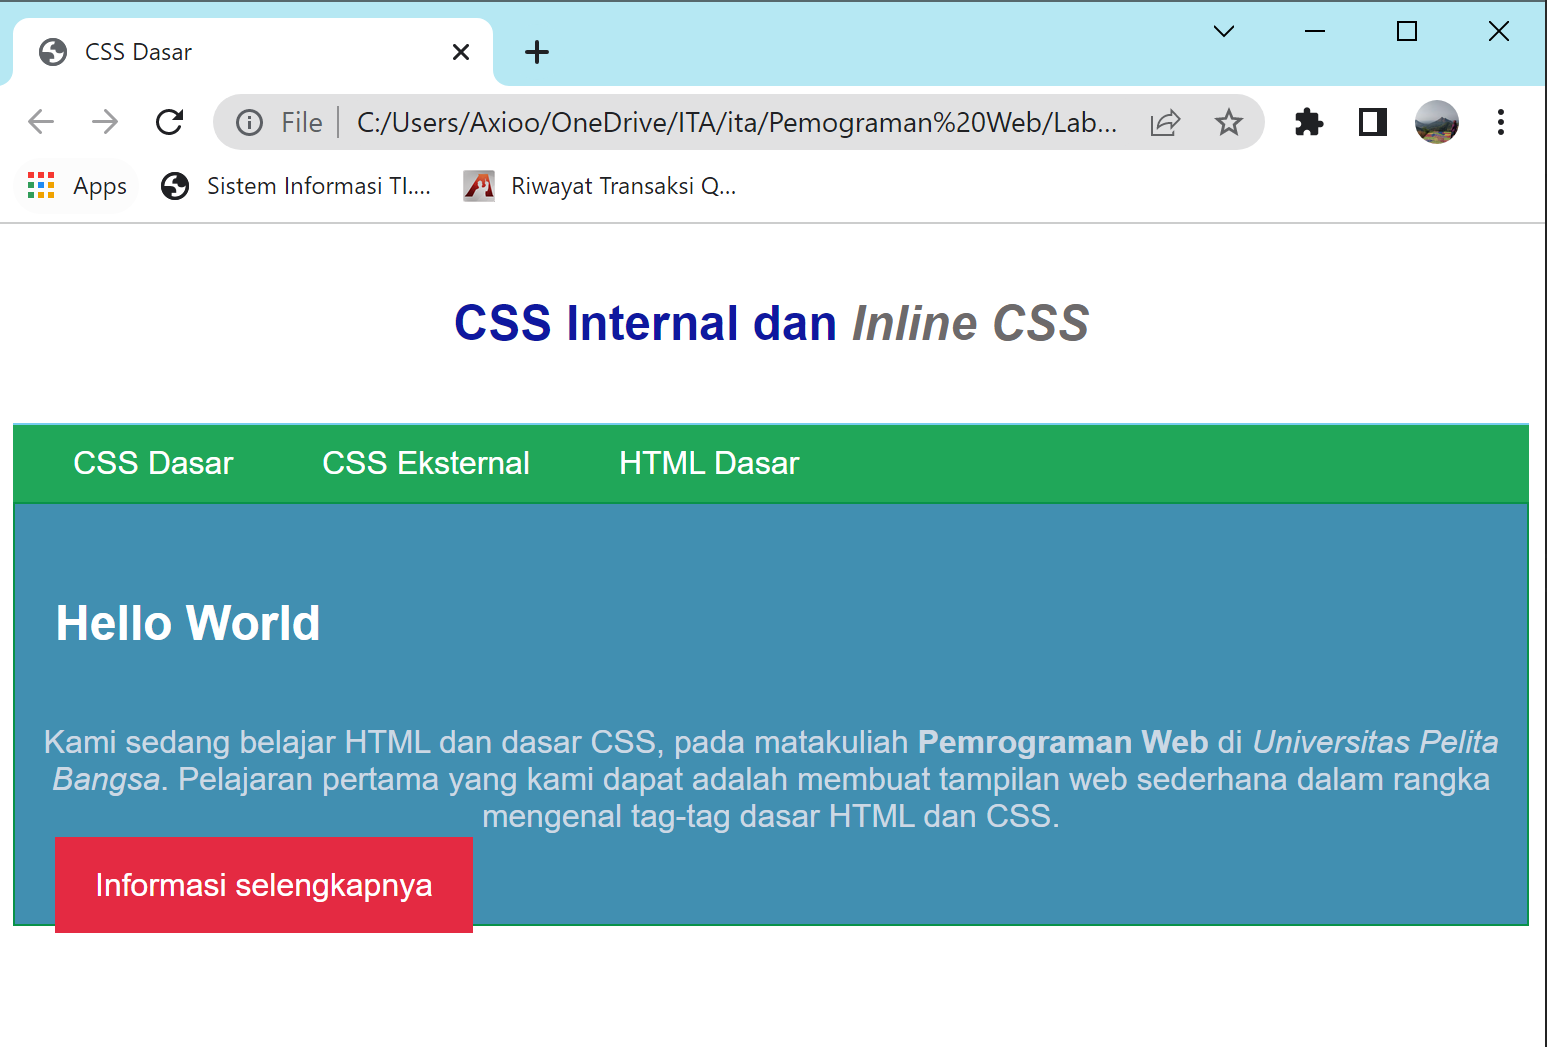 CSS Dasar
File C:/Users/Axioo/OneDrive/ITA/ita/Pemograman%20Web/Lab...
Apps Sistem Informasi TI.... Riwayat Transaksi Q...
CSS Internal dan Inline CSS
CSS Dasar CSS Eksternal HTML Dasar
Hello World
Kami sedang belajar HTML dan dasar CSS, pada matakuliah Pemrograman Web di Universitas Pelita
Bangsa. Pelajaran pertama yang kami dapat adalah membuat tampilan web sederhana dalam rangka
mengenal tag-tag dasar HTML dan CSS.
Informasi selengkapnya